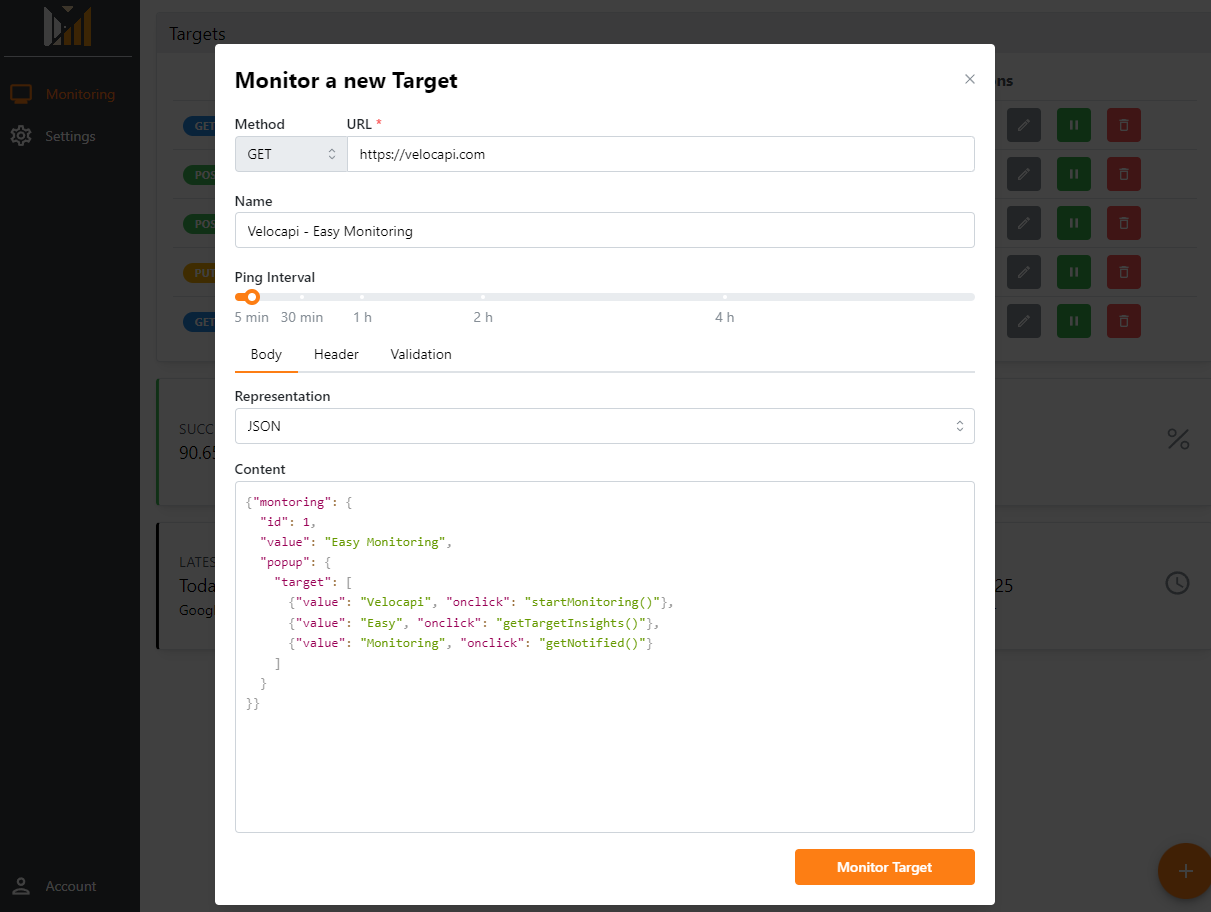 Targets
Monitoring
Settings
Account
Monitor a new Target
Method URL *
GET https://velocapi.com
Name
Velocapi - Easy Monitoring
Ping Interval
5 min 30 min 1 h 2 h 4 h
Body Header Validation
Representation
JSON
Content
{"montoring": {
"id": 1,
"value": "Easy Monitoring",
"popup": {
"target": [
{"value": "Velocapi", "onclick": "startMonitoring()"},
{"value": "Easy", "onclick": "getTargetInsights()"},
{"value": "Monitoring", "onclick": "getNotified()"}
]
}
}}
Monitor Target
GET
POS
POS
PUT
GET
ns
SUCC
90.65
LATES
Toda
Googl
25